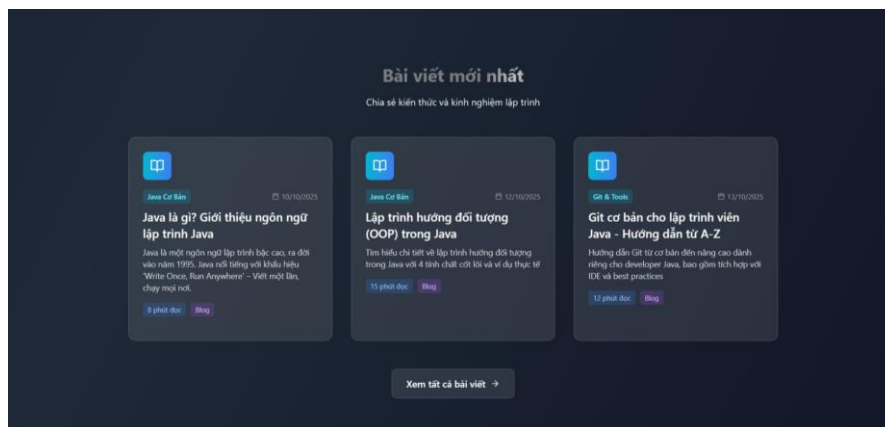 Bài viết mới nhất
Chia sẻ kiến thức và kinh nghiệm lập trình
Java Cơ Bản
10/10/2025
Java là gì? Giới thiệu ngôn ngữ
lập trình Java
Java là một ngôn ngữ lập trình bậc cao, ra đời
vào năm 1995. Java nổi tiếng với khẩu hiệu
'Write Once, Run Anywhere' – Viết một lần,
chạy mọi nơi.
8 phút đọc
Blog
Java Cơ Bản
12/10/2025
Lập trình hướng đối tượng
(OOP) trong Java
Tìm hiểu chi tiết về lập trình hướng đối tượng
trong Java với 4 tính chất cốt lõi và ví dụ thực tế
15 phút đọc
Blog
Git & Tools
13/10/2025
Git cơ bản cho lập trình viên
Java - Hướng dẫn từ A-Z
Hướng dẫn Git từ cơ bản đến nâng cao dành
riêng cho developer Java, bao gồm tích hợp với
IDE và best practices
12 phút đọc
Blog
Xem tất cả bài viết →